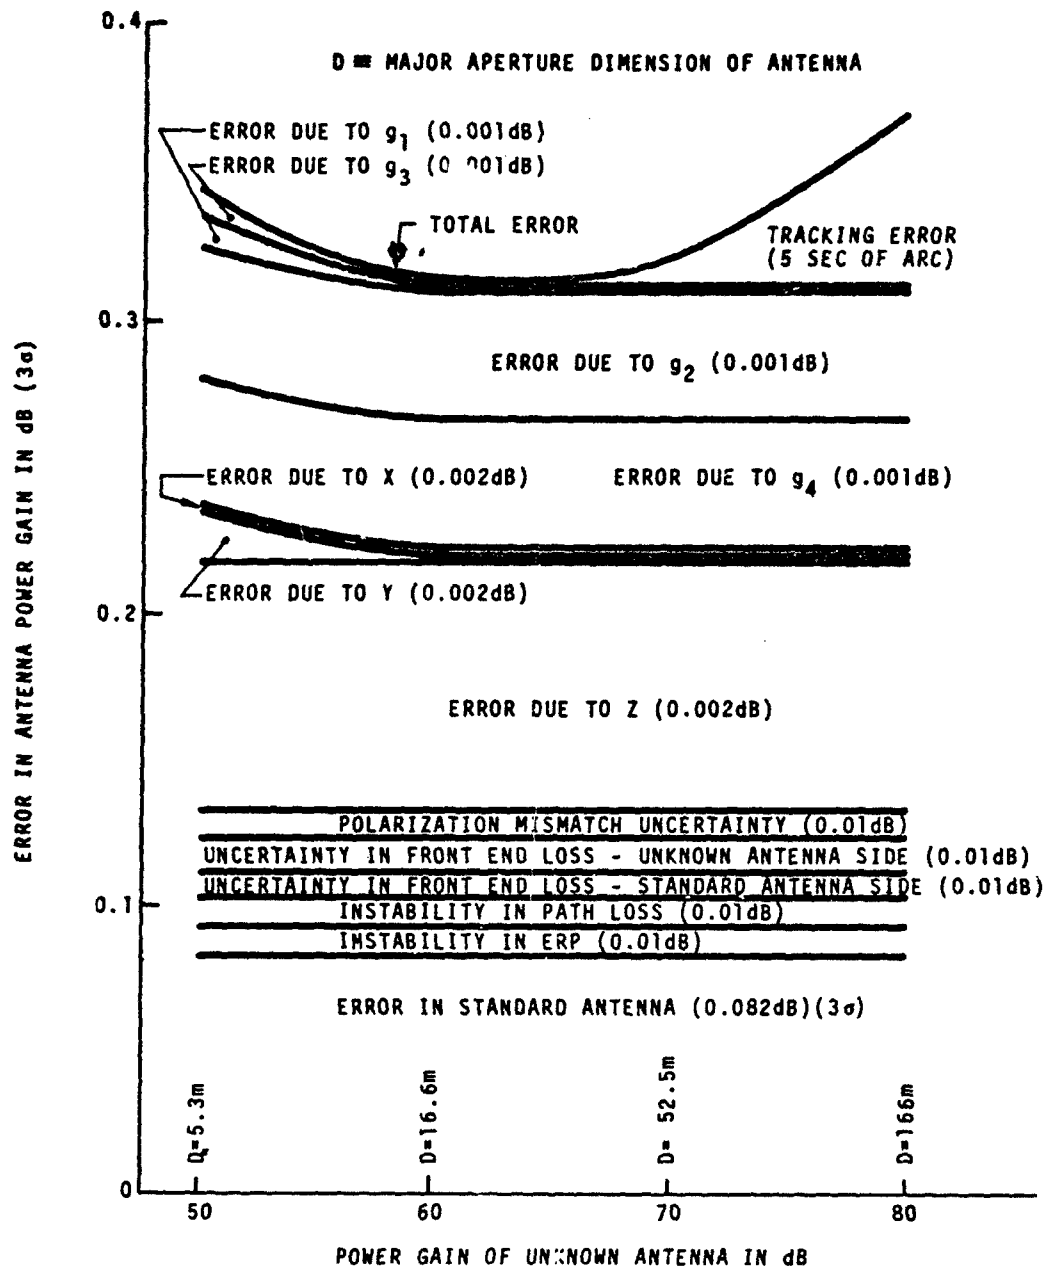 0.4
D = MAJOR APERTURE DIMENSION OF ANTENNA
ERROR DUE TO g1 (0.001dB)
ERROR DUE TO g3 (0.001dB)
TOTAL ERROR
TRACKING ERROR
(5 SEC OF ARC)
0.3
ERROR DUE TO g2 (0.001dB)
ERROR DUE TO X (0.002dB)
ERROR DUE TO g4 (0.001dB)
ERROR DUE TO Y (0.002dB)
0.2
ERROR IN ANTENNA POWER GAIN IN dB (3σ)
ERROR DUE TO Z (0.002dB)
POLARIZATION MISMATCH UNCERTAINTY (0.01dB)
UNCERTAINTY IN FRONT END LOSS - UNKNOWN ANTENNA SIDE (0.01dB)
UNCERTAINTY IN FRONT END LOSS - STANDARD ANTENNA SIDE (0.01dB)
0.1
INSTABILITY IN PATH LOSS (0.01dB)
IMSTABILITY IN ERP (0.01dB)
ERROR IN STANDARD ANTENNA (0.082dB)(3σ)
D=5.3m
D=16.6m
D= 52.5m
D=166m
0
50
60
70
80
POWER GAIN OF UNKNOWN ANTENNA IN dB